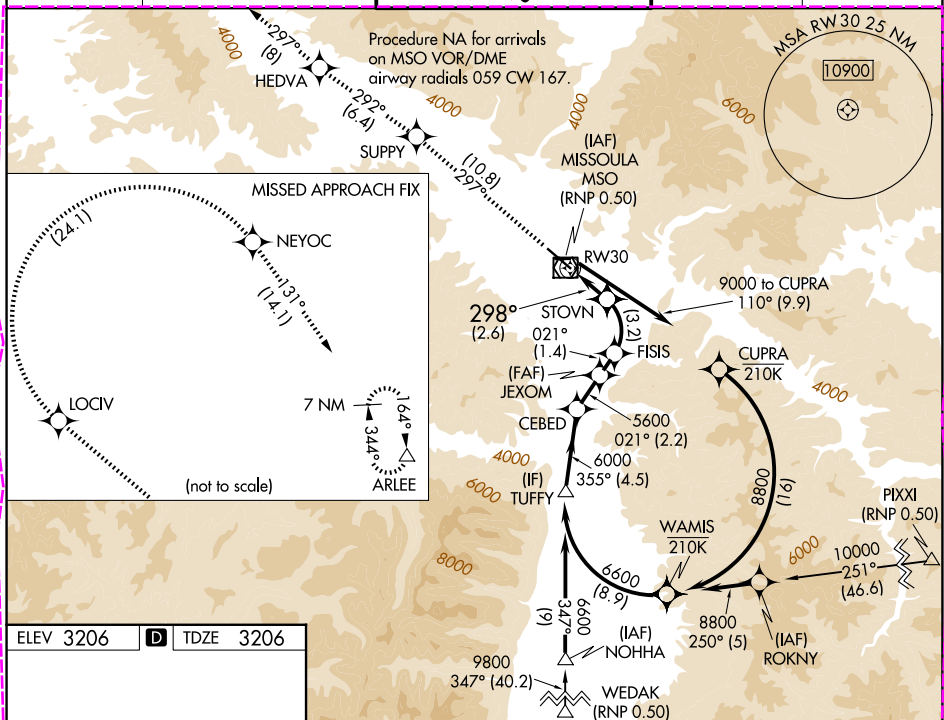 297°
(8)
HEDVA
4000
Procedure NA for arrivals
on MSO VOR/DME
airway radials 059 CW 167.
292°
(6.4)
4000
SUPPY
(10.8)
297°
4000
6000
MSA RW 30 25 NM
10900
(IAF)
MISSOULA
MSO
(RNP 0.50)
MISSED APPROACH FIX
(24.1)
NEYOC
131°
(14.1)
LOCIV
7 NM
164°
344°
ARLEE
(not to scale)
RW30
9000 to CUPRA
110° (9.9)
STOVN
298°
(2.6)
(3.2)
021°
(1.4)
FISIS
(FAF)
JEXOM
CUPRA
210K
4000
CEBED
5600
021° (2.2)
4000
6000
355° (4.5)
(IF)
TUFFY
6000
8800
(16)
PIXXI
(RNP 0.50)
WAMIS
210K
6000
10000
251°
(46.6)
8000
6600
(8.9)
8800
250° (5)
(IAF)
ROKNY
6600
347°
(9)
(IAF)
NOHHA
9800
347° (40.2)
WEDAK
(RNP 0.50)
ELEV 3206
D
TDZE 3206